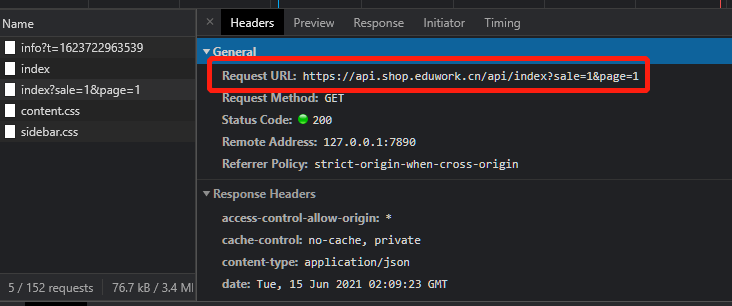 Name
info?t=1623722963539
index
index?sale=1&page=1
content.css
sidebar.css
5 / 152 requests 76.7 kB / 3.4 M
× Headers Preview Response Initiator Timing
General
Request URL: https://api.shop.eduwork.cn/api/index?sale=1&page=1
Request Method: GET
Status Code: 200
Remote Address: 127.0.0.1:7890
Referrer Policy: strict-origin-when-cross-origin
Response Headers
access-control-allow-origin: *
cache-control: no-cache, private
content-type: application/json
date: Tue, 15 Jun 2021 02:09:23 GMT